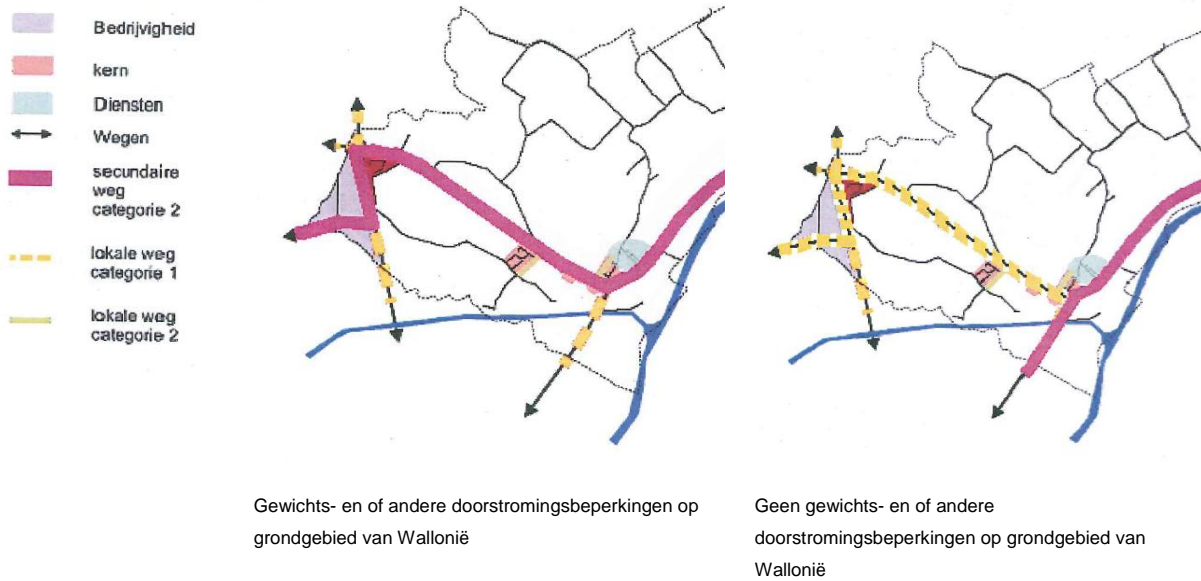 Bedrijvigheid
kern
Diensten
Wegen
secundaire
weg
categorie 2
lokale weg
categorie 1
lokale weg
categorie 2
Gewichts- en of andere doorstromingsbeperkingen op
grondgebied van Wallonië
Geen gewichts- en of andere
doorstromingsbeperkingen op grondgebied van
Wallonië